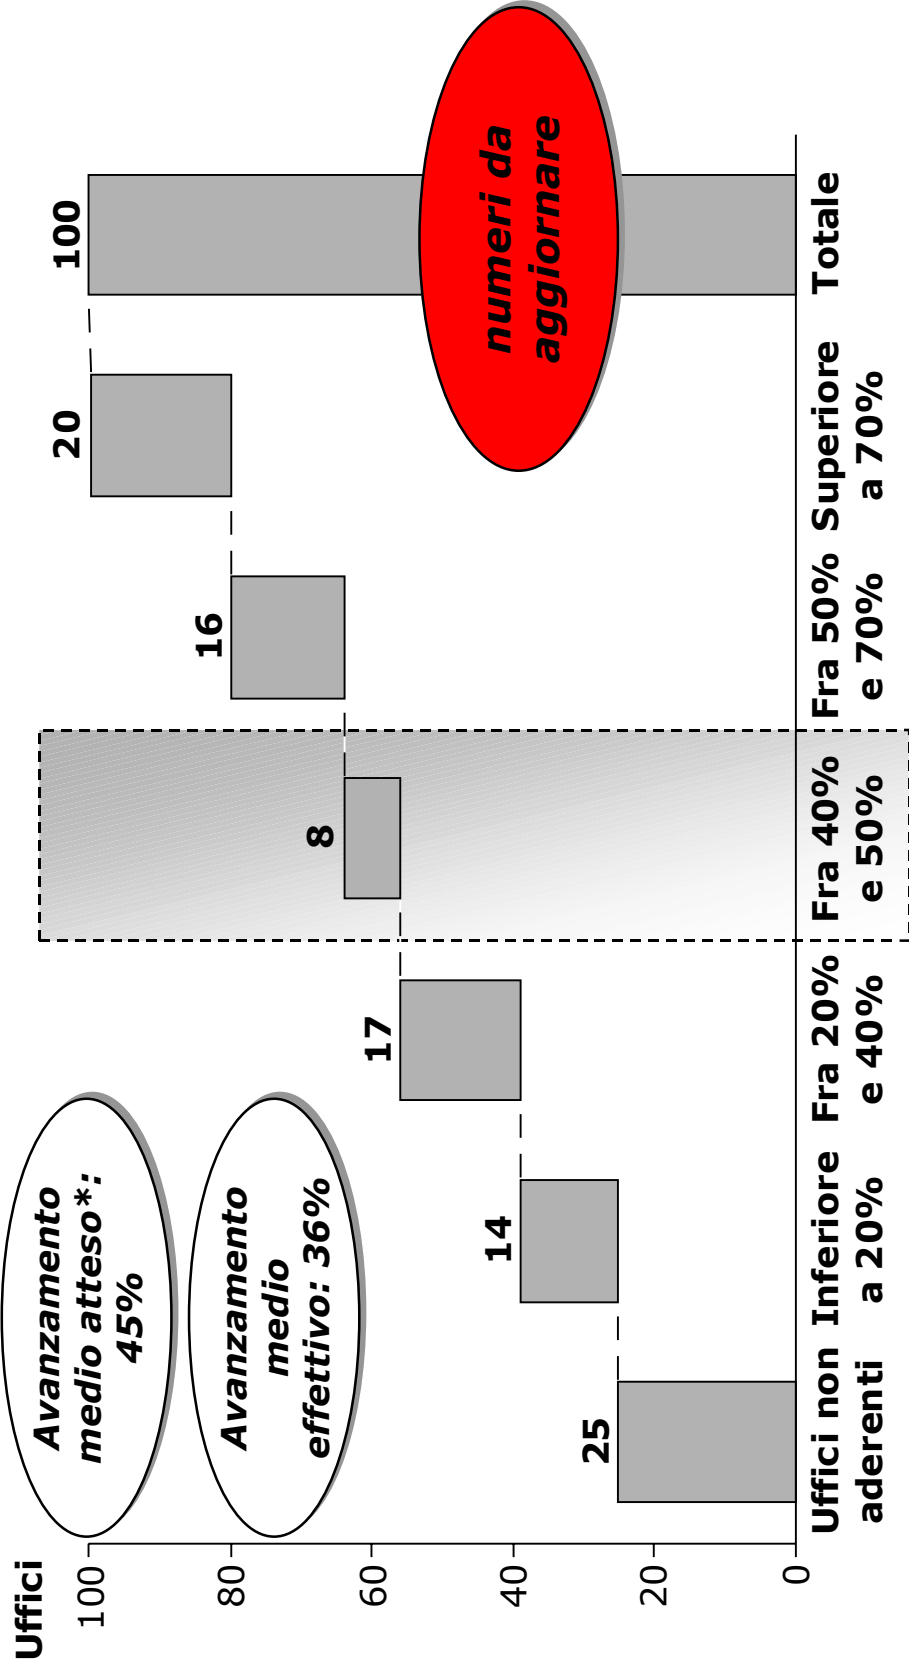 Uffici
Avanzamento
medio atteso*:
45%
Avanzamento
medio
effettivo: 36%
numeri da
aggiornare
100
80
60
40
20
0
25
14
17
8
16
20
100
Uffici non
aderenti
Inferiore
a 20%
Fra 20%
e 40%
Fra 40%
e 50%
Fra 50%
e 70%
Superiore
a 70%
Totale